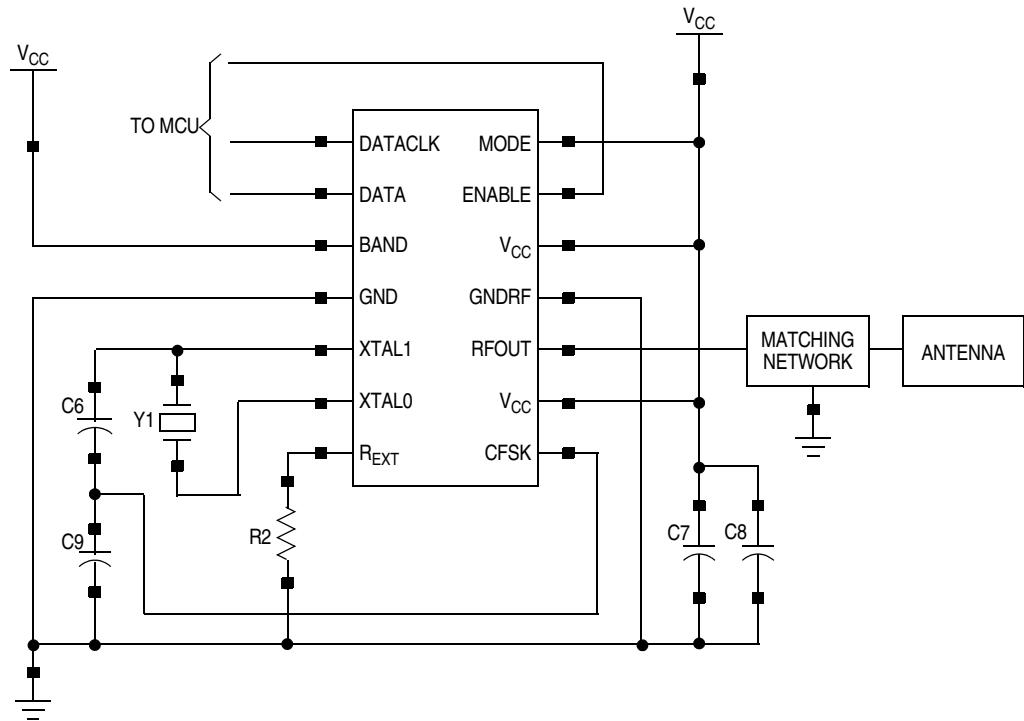 VCC
VCC
TO MCU
DATACLK MODE
DATA ENABLE
BAND VCC
GND GNDRF
XTAL1 RFOUT
MATCHING
NETWORK
ANTENNA
XTAL0 VCC
C6
Y1
REXT CFSK
R2
C7
C8
C9